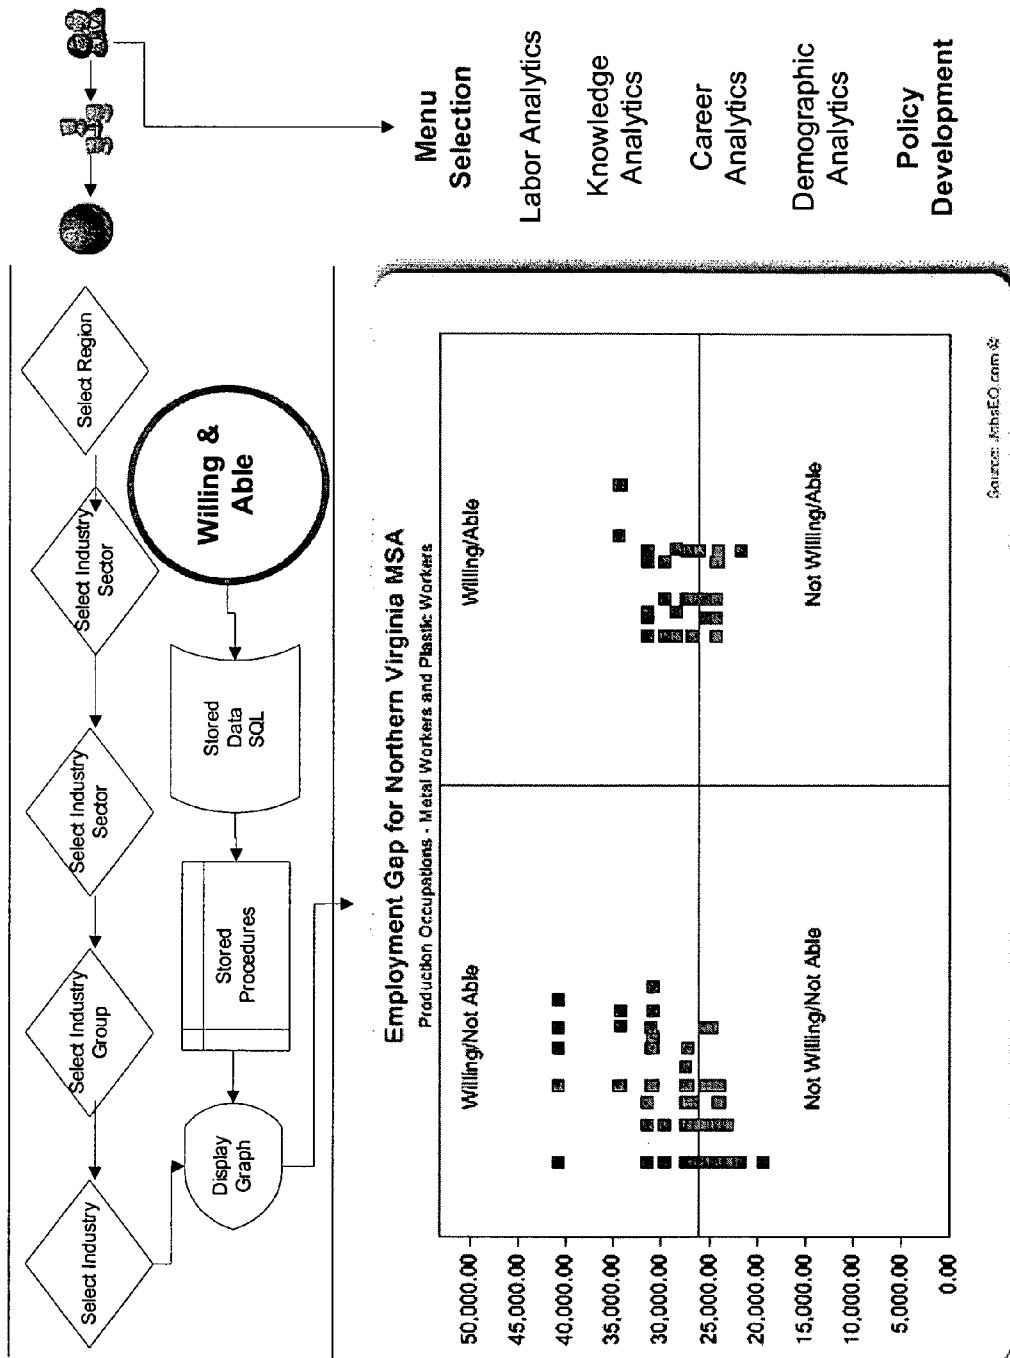 Select Industry
Select Industry
Group
Select Industry
Sector
Select Industry
Sector
Select Region
Display
Graph
Stored
Procedures
Stored
Data
SQL
Willing &
Able
Menu
Selection
Labor Analytics
Knowledge
Analytics
Career
Analytics
Demographic
Analytics
Policy
Development
Employment Gap for Northern Virginia MSA
Production Occupations - Metal Workers and Plastic Workers
50,000.00
45,000.00
40,000.00
35,000.00
30,000.00
25,000.00
20,000.00
15,000.00
10,000.00
5,000.00
0.00
Willing/Not Able
Willing/Able
Not Willing/Not Able
Not Willing/Able
Source: JobsEQ.com®